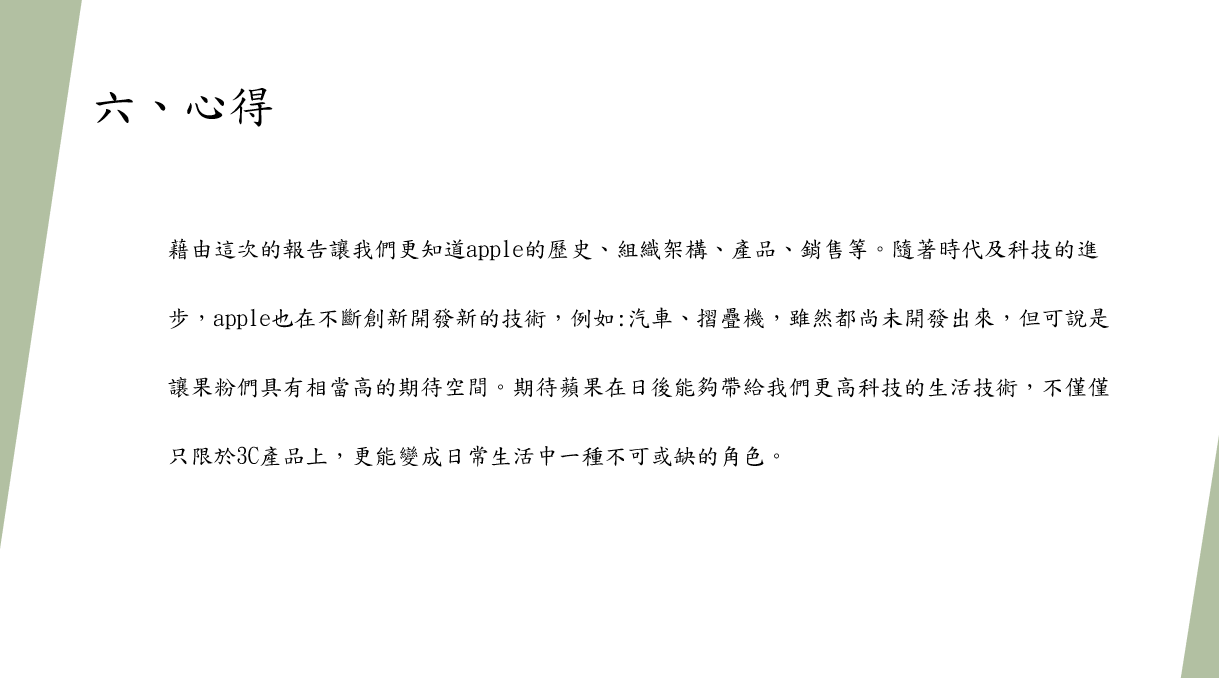 六、心得
藉由這次的報告讓我們更知道apple的歷史、組織架構、產品、銷售等。隨著時代及科技的進
步，apple也在不斷創新開發新的技術，例如:汽車、摺疊機，雖然都尚未開發出來，但可說是
讓果粉們具有相當高的期待空間。期待蘋果在日後能夠帶給我們更高科技的生活技術，不僅僅
只限於3C產品上，更能變成日常生活中一種不可或缺的角色。